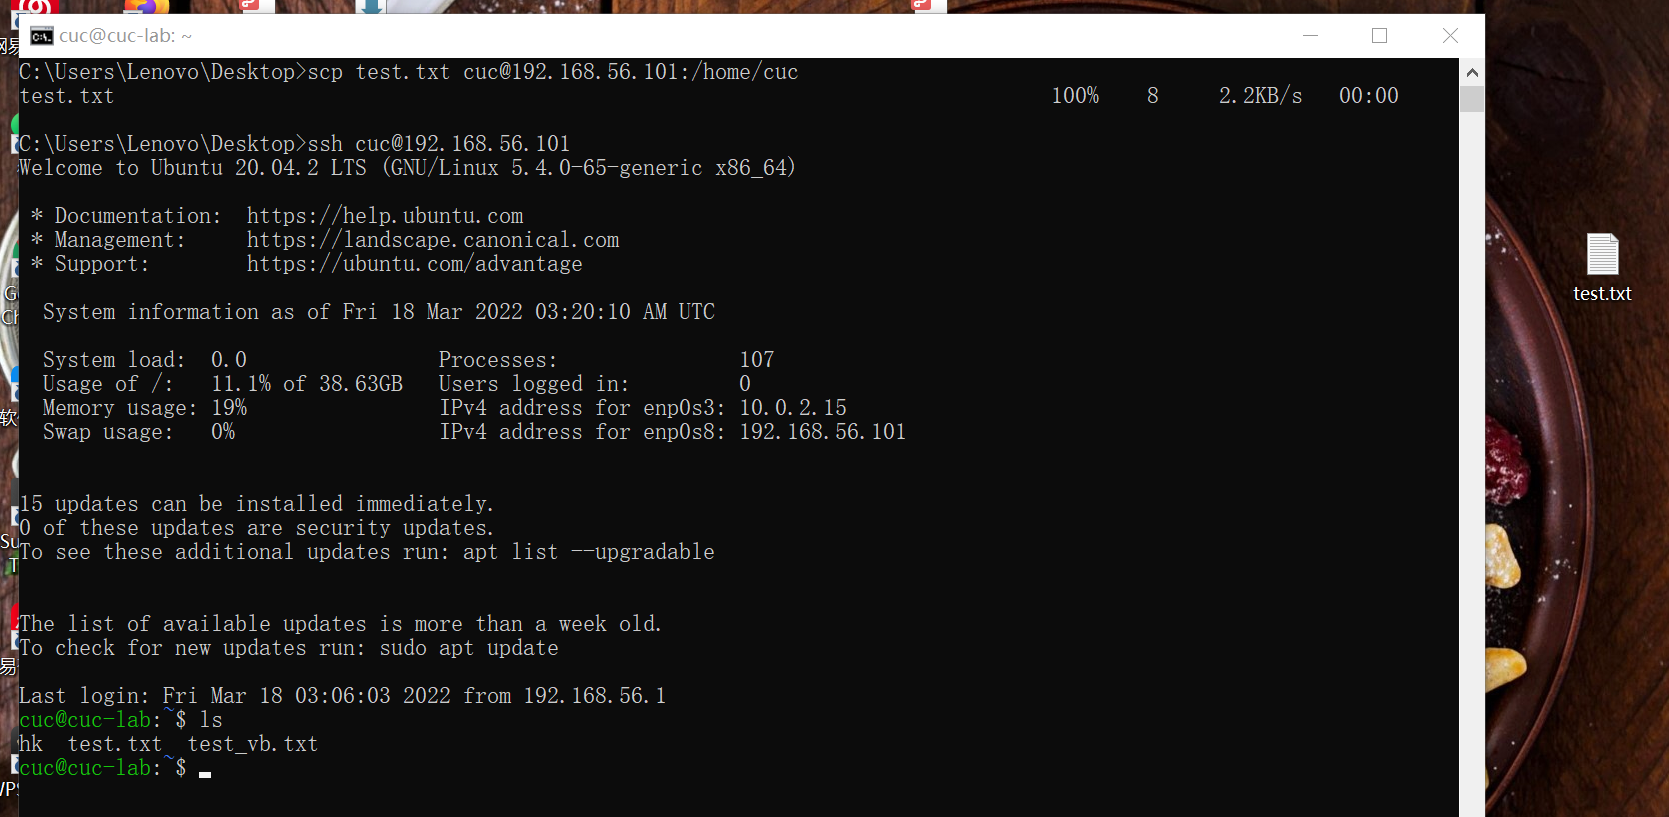 cuc@cuc-lab: ~
C:\Users\Lenovo\Desktop>scp test.txt cuc@192.168.56.101:/home/cuc
test.txt 100% 8 2.2KB/s 00:00
C:\Users\Lenovo\Desktop>ssh cuc@192.168.56.101
Welcome to Ubuntu 20.04.2 LTS (GNU/Linux 5.4.0-65-generic x86_64)
* Documentation: https://help.ubuntu.com
* Management: https://landscape.canonical.com
* Support: https://ubuntu.com/advantage
System information as of Fri 18 Mar 2022 03:20:10 AM UTC
System load: 0.0 Processes: 107
Usage of /: 11.1% of 38.63GB Users logged in: 0
Memory usage: 19% IPv4 address for enp0s3: 10.0.2.15
Swap usage: 0% IPv4 address for enp0s8: 192.168.56.101
15 updates can be installed immediately.
0 of these updates are security updates.
To see these additional updates run: apt list --upgradable
The list of available updates is more than a week old.
To check for new updates run: sudo apt update
Last login: Fri Mar 18 03:06:03 2022 from 192.168.56.1
cuc@cuc-lab:~$ ls
hk test.txt test_vb.txt
cuc@cuc-lab:~$
test.txt